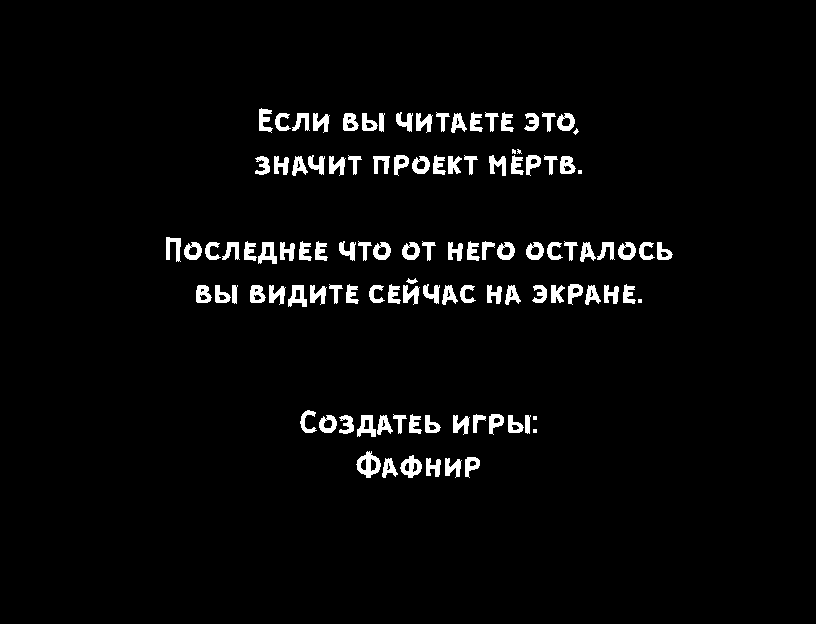 Если вы читаете это,
значит проект мёртв.
Последнее что от него осталось
вы видите сейчас на экране.
Создатеь игры:
Фафнир